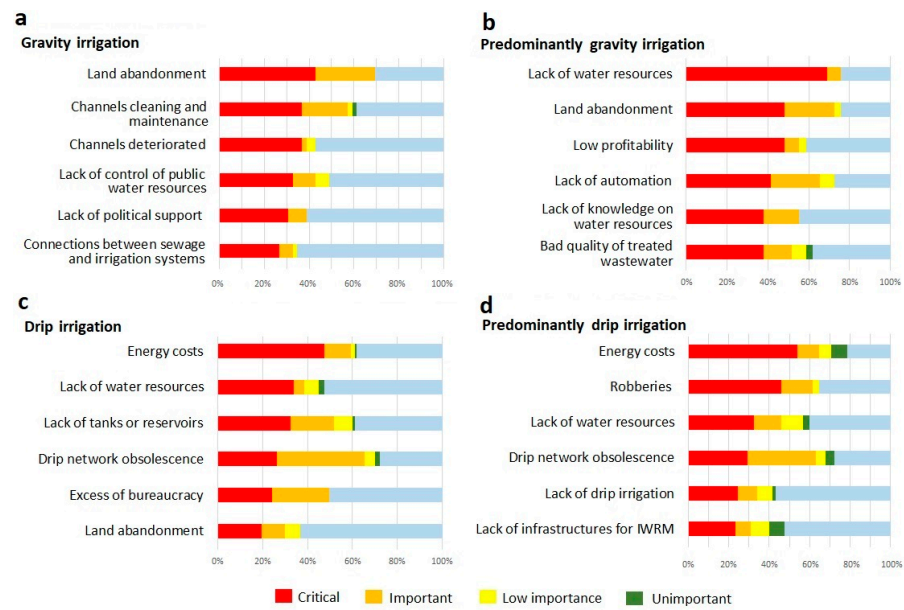 a
Gravity irrigation
Land abandonment
Channels cleaning and
maintenance
Channels deteriorated
Lack of control of public
water resources
Lack of political support
Connections between sewage
and irrigation systems
0% 20% 40% 60% 80% 100%
b
Predominantly gravity irrigation
Lack of water resources
Land abandonment
Low profitability
Lack of automation
Lack of knowledge on
water resources
Bad quality of treated
wastewater
0% 20% 40% 60% 80% 100%
c
Drip irrigation
Energy costs
Lack of water resources
Lack of tanks or reservoirs
Drip network obsolescence
Excess of bureaucracy
Land abandonment
0% 20% 40% 60% 80% 100%
d
Predominantly drip irrigation
Energy costs
Robberies
Lack of water resources
Drip network obsolescence
Lack of drip irrigation
Lack of infrastructures for IWRM
0% 20% 40% 60% 80% 100%
Critical Important Low importance Unimportant